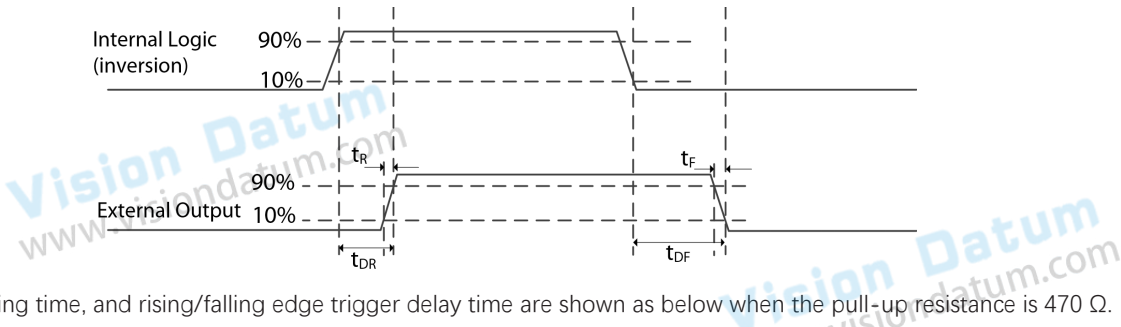 Internal Logic 90%
(inversion)
10%
Vision Datum
www.visiondatum.com
tR
tF
90%
External Output 10%
tDR
tDF
Vision Datum
ing time, and rising/falling edge trigger delay time are shown as below when the pull-up resistance is 470 Ω.